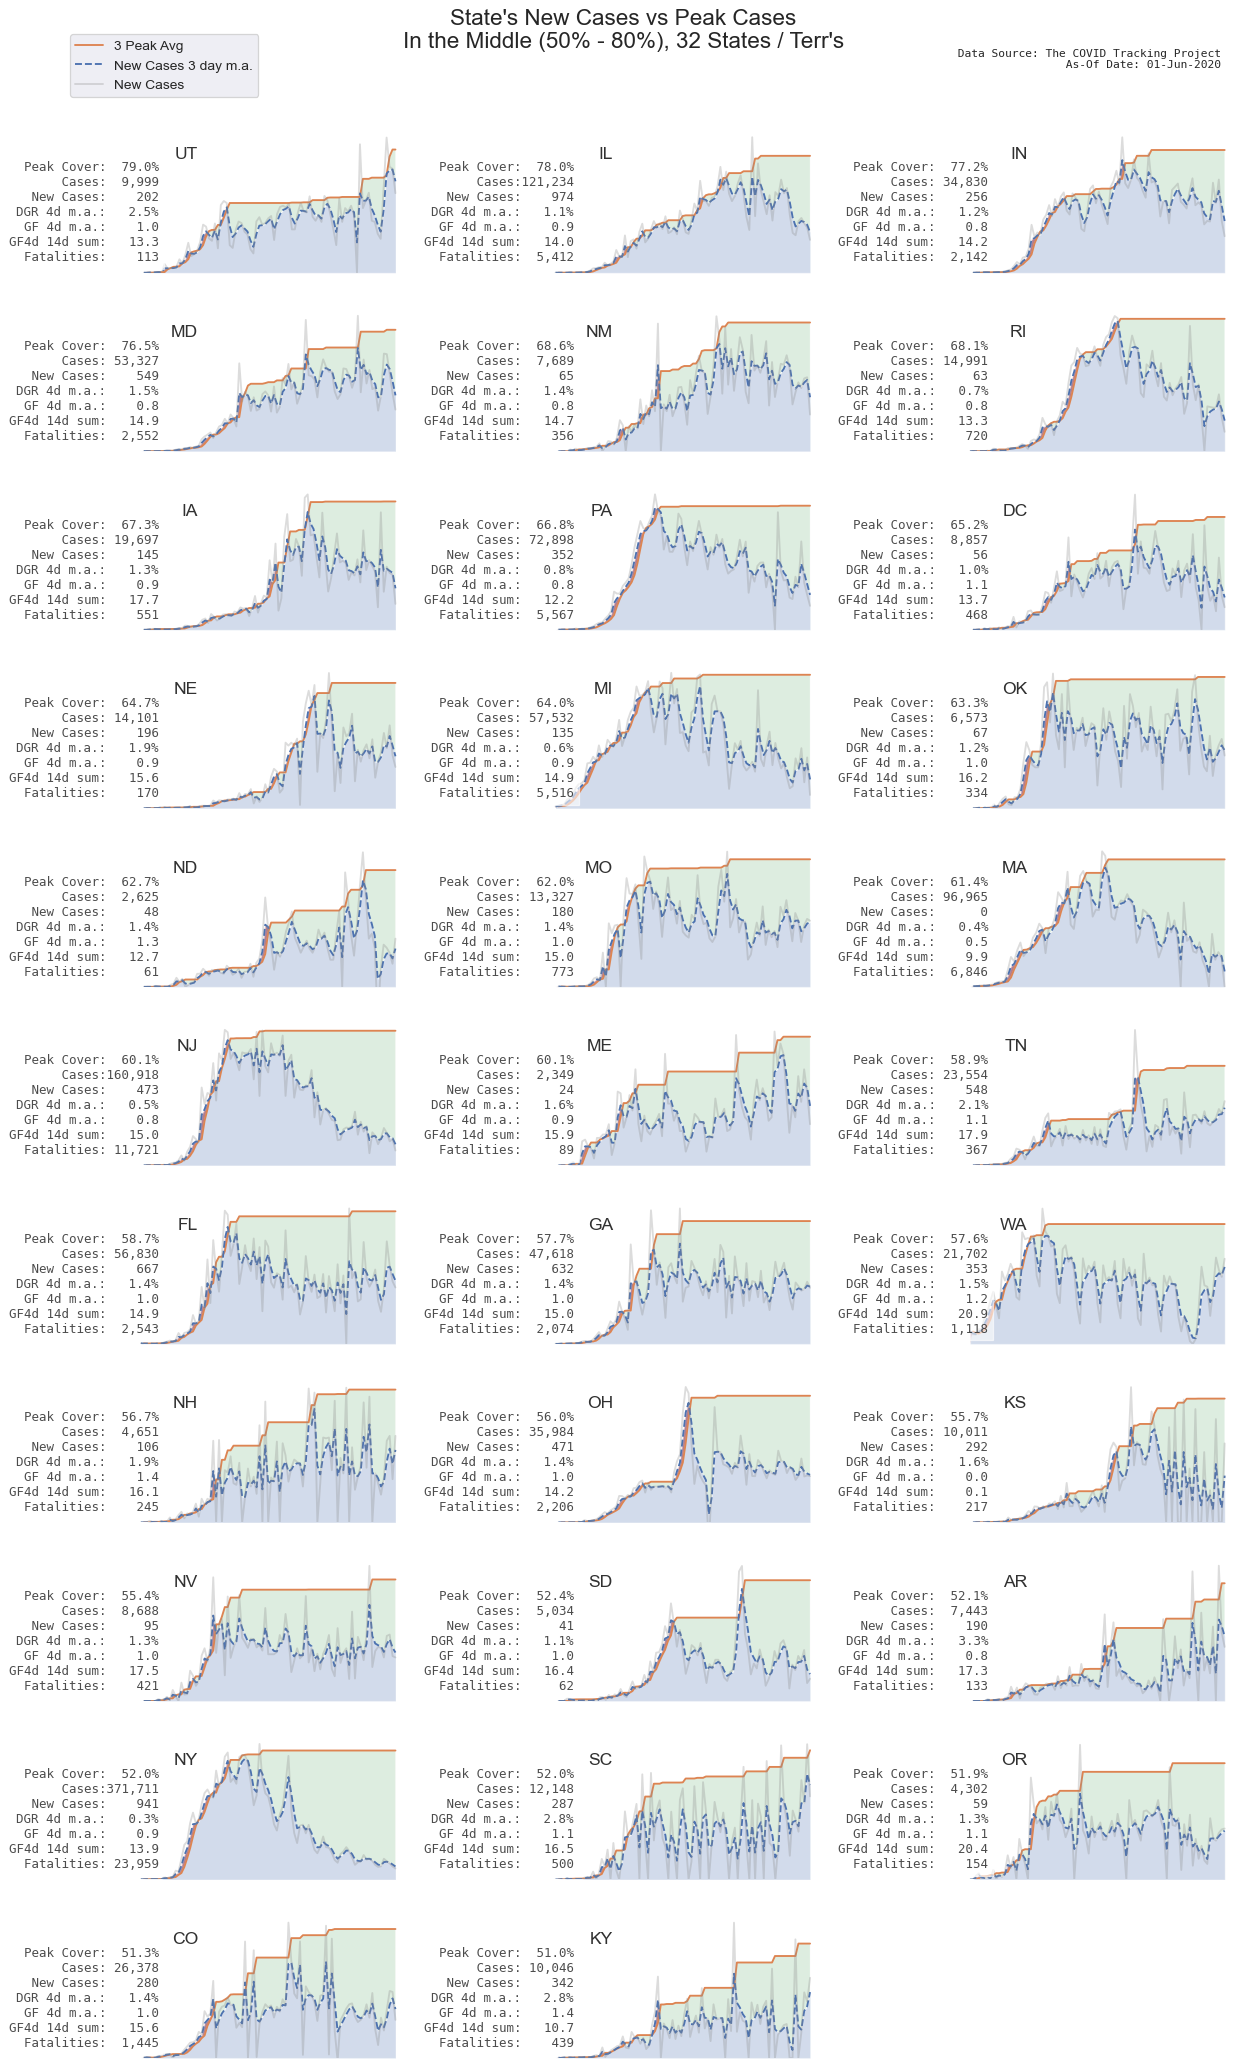 State's New Cases vs Peak Cases
In the Middle (50% - 80%), 32 States / Terr's
3 Peak Avg
New Cases 3 day m.a.
New Cases
Data Source: The COVID Tracking Project
As-Of Date: 01-Jun-2020
UT
Peak Cover: 79.0%
Cases: 9,999
New Cases: 202
DGR 4d m.a.: 2.5%
GF 4d m.a.: 1.0
GF4d 14d sum: 13.3
Fatalities: 113
IL
Peak Cover: 78.0%
Cases:121,234
New Cases: 974
DGR 4d m.a.: 1.1%
GF 4d m.a.: 0.9
GF4d 14d sum: 14.0
Fatalities: 5,412
IN
Peak Cover: 77.2%
Cases: 34,830
New Cases: 256
DGR 4d m.a.: 1.2%
GF 4d m.a.: 0.8
GF4d 14d sum: 14.2
Fatalities: 2,142
MD
Peak Cover: 76.5%
Cases: 53,327
New Cases: 549
DGR 4d m.a.: 1.5%
GF 4d m.a.: 0.8
GF4d 14d sum: 14.9
Fatalities: 2,552
NM
Peak Cover: 68.6%
Cases: 7,689
New Cases: 65
DGR 4d m.a.: 1.4%
GF 4d m.a.: 0.8
GF4d 14d sum: 14.7
Fatalities: 356
RI
Peak Cover: 68.1%
Cases: 14,991
New Cases: 63
DGR 4d m.a.: 0.7%
GF 4d m.a.: 0.8
GF4d 14d sum: 13.3
Fatalities: 720
IA
Peak Cover: 67.3%
Cases: 19,697
New Cases: 145
DGR 4d m.a.: 1.3%
GF 4d m.a.: 0.9
GF4d 14d sum: 17.7
Fatalities: 551
PA
Peak Cover: 66.8%
Cases: 72,898
New Cases: 352
DGR 4d m.a.: 0.8%
GF 4d m.a.: 0.8
GF4d 14d sum: 12.2
Fatalities: 5,567
DC
Peak Cover: 65.2%
Cases: 8,857
New Cases: 56
DGR 4d m.a.: 1.0%
GF 4d m.a.: 1.1
GF4d 14d sum: 13.7
Fatalities: 468
NE
Peak Cover: 64.7%
Cases: 14,101
New Cases: 196
DGR 4d m.a.: 1.9%
GF 4d m.a.: 0.9
GF4d 14d sum: 15.6
Fatalities: 170
MI
Peak Cover: 64.0%
Cases: 57,532
New Cases: 135
DGR 4d m.a.: 0.6%
GF 4d m.a.: 0.9
GF4d 14d sum: 14.9
Fatalities: 5,516
OK
Peak Cover: 63.3%
Cases: 6,573
New Cases: 67
DGR 4d m.a.: 1.2%
GF 4d m.a.: 1.0
GF4d 14d sum: 16.2
Fatalities: 334
ND
Peak Cover: 62.7%
Cases: 2,625
New Cases: 48
DGR 4d m.a.: 1.4%
GF 4d m.a.: 1.3
GF4d 14d sum: 12.7
Fatalities: 61
MO
Peak Cover: 62.0%
Cases: 13,327
New Cases: 180
DGR 4d m.a.: 1.4%
GF 4d m.a.: 1.0
GF4d 14d sum: 15.0
Fatalities: 773
MA
Peak Cover: 61.4%
Cases: 96,965
New Cases: 0
DGR 4d m.a.: 0.4%
GF 4d m.a.: 0.5
GF4d 14d sum: 9.9
Fatalities: 6,846
NJ
Peak Cover: 60.1%
Cases:160,918
New Cases: 473
DGR 4d m.a.: 0.5%
GF 4d m.a.: 0.8
GF4d 14d sum: 15.0
Fatalities: 11,721
ME
Peak Cover: 60.1%
Cases: 2,349
New Cases: 24
DGR 4d m.a.: 1.6%
GF 4d m.a.: 0.9
GF4d 14d sum: 15.9
Fatalities: 89
TN
Peak Cover: 58.9%
Cases: 23,554
New Cases: 548
DGR 4d m.a.: 2.1%
GF 4d m.a.: 1.1
GF4d 14d sum: 17.9
Fatalities: 367
FL
Peak Cover: 58.7%
Cases: 56,830
New Cases: 667
DGR 4d m.a.: 1.4%
GF 4d m.a.: 1.0
GF4d 14d sum: 14.9
Fatalities: 2,543
GA
Peak Cover: 57.7%
Cases: 47,618
New Cases: 632
DGR 4d m.a.: 1.4%
GF 4d m.a.: 1.0
GF4d 14d sum: 15.0
Fatalities: 2,074
WA
Peak Cover: 57.6%
Cases: 21,702
New Cases: 353
DGR 4d m.a.: 1.5%
GF 4d m.a.: 1.2
GF4d 14d sum: 20.9
Fatalities: 1,118
NH
Peak Cover: 56.7%
Cases: 4,651
New Cases: 106
DGR 4d m.a.: 1.9%
GF 4d m.a.: 1.4
GF4d 14d sum: 16.1
Fatalities: 245
OH
Peak Cover: 56.0%
Cases: 35,984
New Cases: 471
DGR 4d m.a.: 1.4%
GF 4d m.a.: 1.0
GF4d 14d sum: 14.2
Fatalities: 2,206
KS
Peak Cover: 55.7%
Cases: 10,011
New Cases: 292
DGR 4d m.a.: 1.6%
GF 4d m.a.: 0.0
GF4d 14d sum: 0.1
Fatalities: 217
NV
Peak Cover: 55.4%
Cases: 8,688
New Cases: 95
DGR 4d m.a.: 1.3%
GF 4d m.a.: 1.0
GF4d 14d sum: 17.5
Fatalities: 421
SD
Peak Cover: 52.4%
Cases: 5,034
New Cases: 41
DGR 4d m.a.: 1.1%
GF 4d m.a.: 1.0
GF4d 14d sum: 16.4
Fatalities: 62
AR
Peak Cover: 52.1%
Cases: 7,443
New Cases: 190
DGR 4d m.a.: 3.3%
GF 4d m.a.: 0.8
GF4d 14d sum: 17.3
Fatalities: 133
NY
Peak Cover: 52.0%
Cases:371,711
New Cases: 941
DGR 4d m.a.: 0.3%
GF 4d m.a.: 0.9
GF4d 14d sum: 13.9
Fatalities: 23,959
SC
Peak Cover: 52.0%
Cases: 12,148
New Cases: 287
DGR 4d m.a.: 2.8%
GF 4d m.a.: 1.1
GF4d 14d sum: 16.5
Fatalities: 500
OR
Peak Cover: 51.9%
Cases: 4,302
New Cases: 59
DGR 4d m.a.: 1.3%
GF 4d m.a.: 1.1
GF4d 14d sum: 20.4
Fatalities: 154
CO
Peak Cover: 51.3%
Cases: 26,378
New Cases: 280
DGR 4d m.a.: 1.4%
GF 4d m.a.: 1.0
GF4d 14d sum: 15.6
Fatalities: 1,445
KY
Peak Cover: 51.0%
Cases: 10,046
New Cases: 342
DGR 4d m.a.: 2.8%
GF 4d m.a.: 1.4
GF4d 14d sum: 10.7
Fatalities: 439